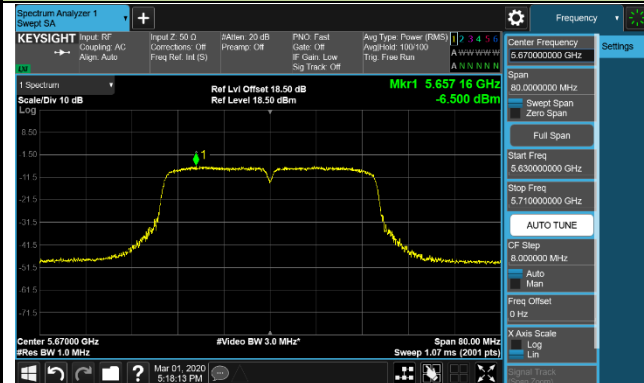 Spectrum Analyzer 1
Swept SA
+
Frequency
KEYSIGHT
Input: RF
Coupling: AC
Align: Auto
Input Z: 50 Ω
Corrections: Off
Freq Ref: Int (S)
#Atten: 20 dB
Preamp: Off
PNO: Fast
Gate: Off
IF Gain: Low
Sig Track: Off
Avg Type: Power (RMS)
Avg|Hold: 100/100
Trig: Free Run
1 2 3 4 5 6
A W W W W W
A N N N N N
LXI
1 Spectrum
Scale/Div 10 dB
Log
Ref Lvl Offset 18.50 dB
Ref Level 18.50 dBm
Mkr1 5.657 16 GHz
-6.500 dBm
8.50
-1.50
-11.5
-21.5
-31.5
-41.5
-51.5
-61.5
-71.5
1
Center 5.67000 GHz
#Res BW 1.0 MHz
#Video BW 3.0 MHz*
Span 80.00 MHz
Sweep 1.07 ms (2001 pts)
Mar 01, 2020
5:18:13 PM
Center Frequency
5.670000000 GHz
Settings
Span
80.0000000 MHz
Swept Span
Zero Span
Full Span
Start Freq
5.630000000 GHz
Stop Freq
5.710000000 GHz
AUTO TUNE
CF Step
8.000000 MHz
Auto
Man
Freq Offset
0 Hz
X Axis Scale
Log
Lin
Signal Track
(Span Zoom)